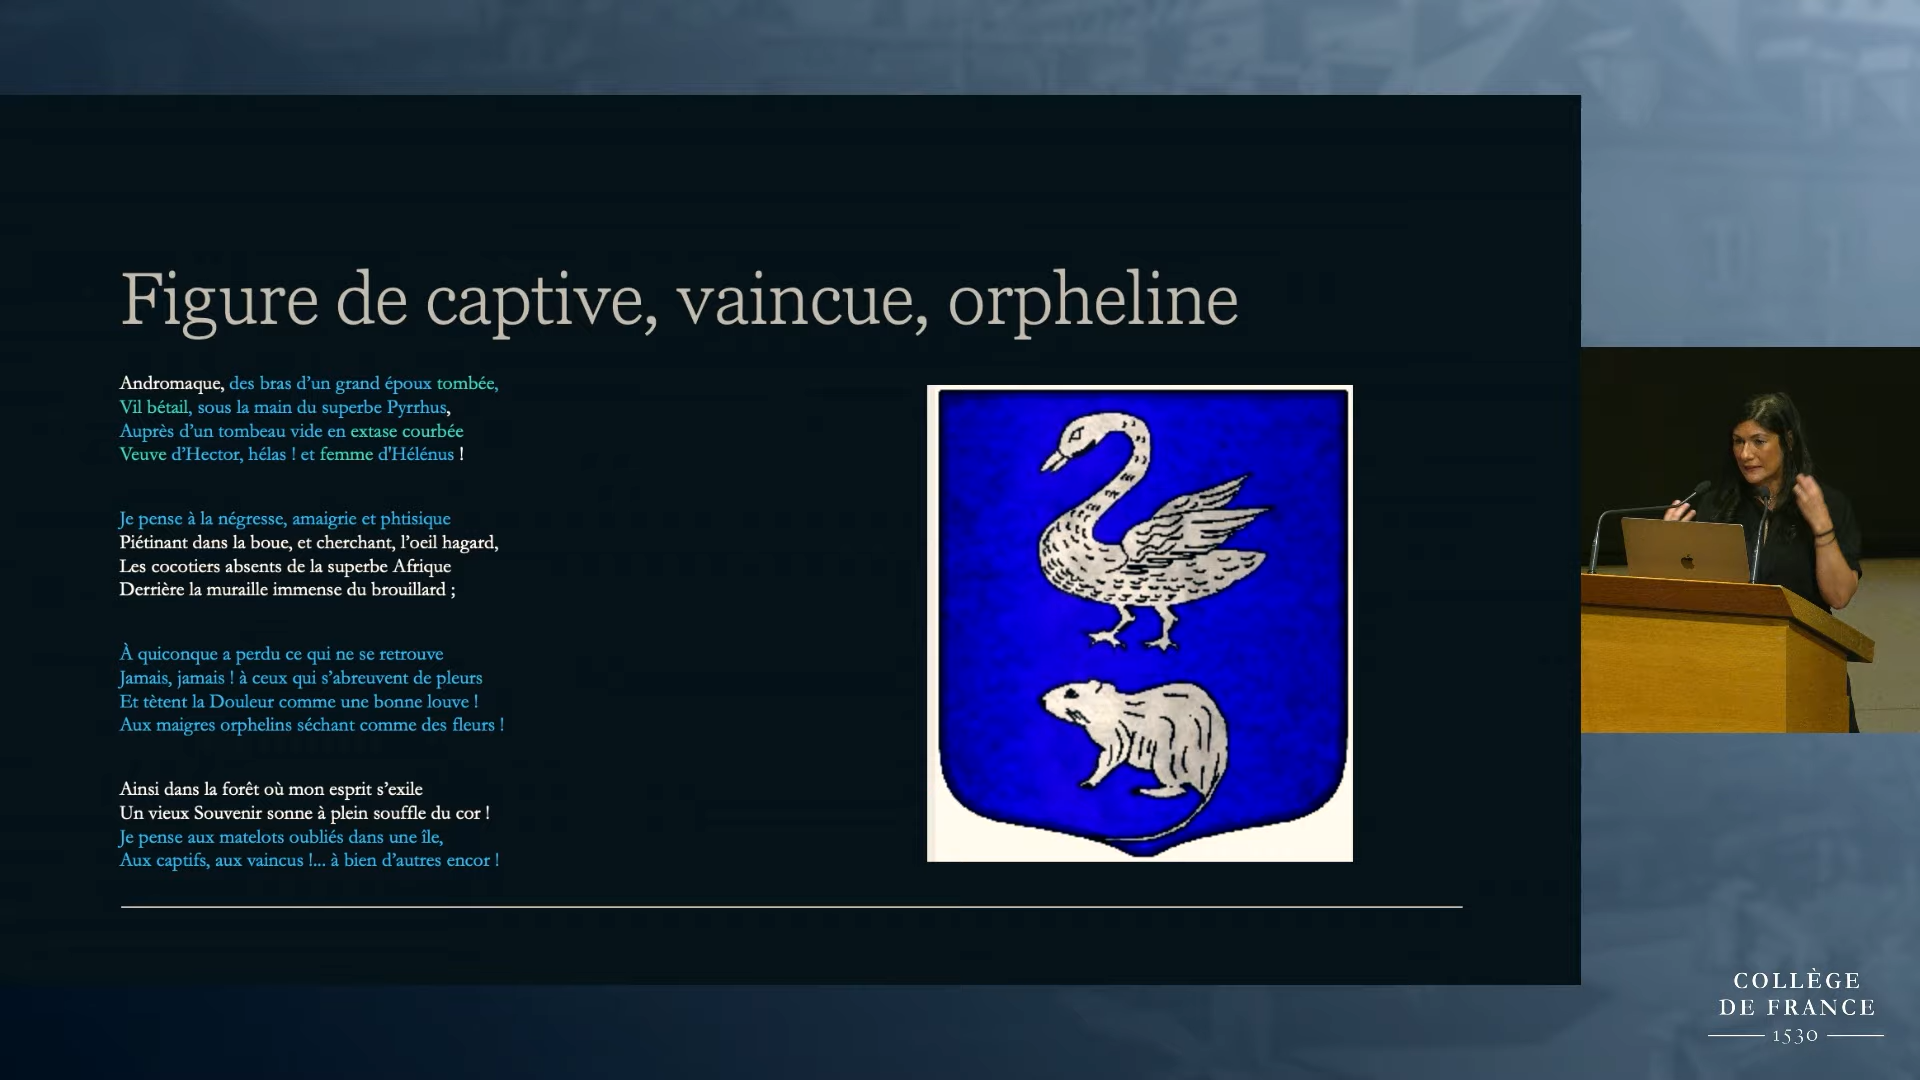 Figure de captive, vaincue, orpheline
Andromaque, des bras d’un grand époux tombée,
Vil bétail, sous la main du superbe Pyrrhus,
Auprès d’un tombeau vide en extase courbée
Veuve d’Hector, hélas ! et femme d'Hélénus !
Je pense à la négresse, amaigrie et phtisique
Piétinant dans la boue, et cherchant, l’oeil hagard,
Les cocotiers absents de la superbe Afrique
Derrière la muraille immense du brouillard ;
À quiconque a perdu ce qui ne se retrouve
Jamais, jamais ! à ceux qui s’abreuvent de pleurs
Et tètent la Douleur comme une bonne louve !
Aux maigres orphelins séchant comme des fleurs !
Ainsi dans la forêt où mon esprit s’exile
Un vieux Souvenir sonne à plein souffle du cor !
Je pense aux matelots oubliés dans une île,
Aux captifs, aux vaincus !... à bien d’autres encor !
COLLÈGE
DE FRANCE
1530